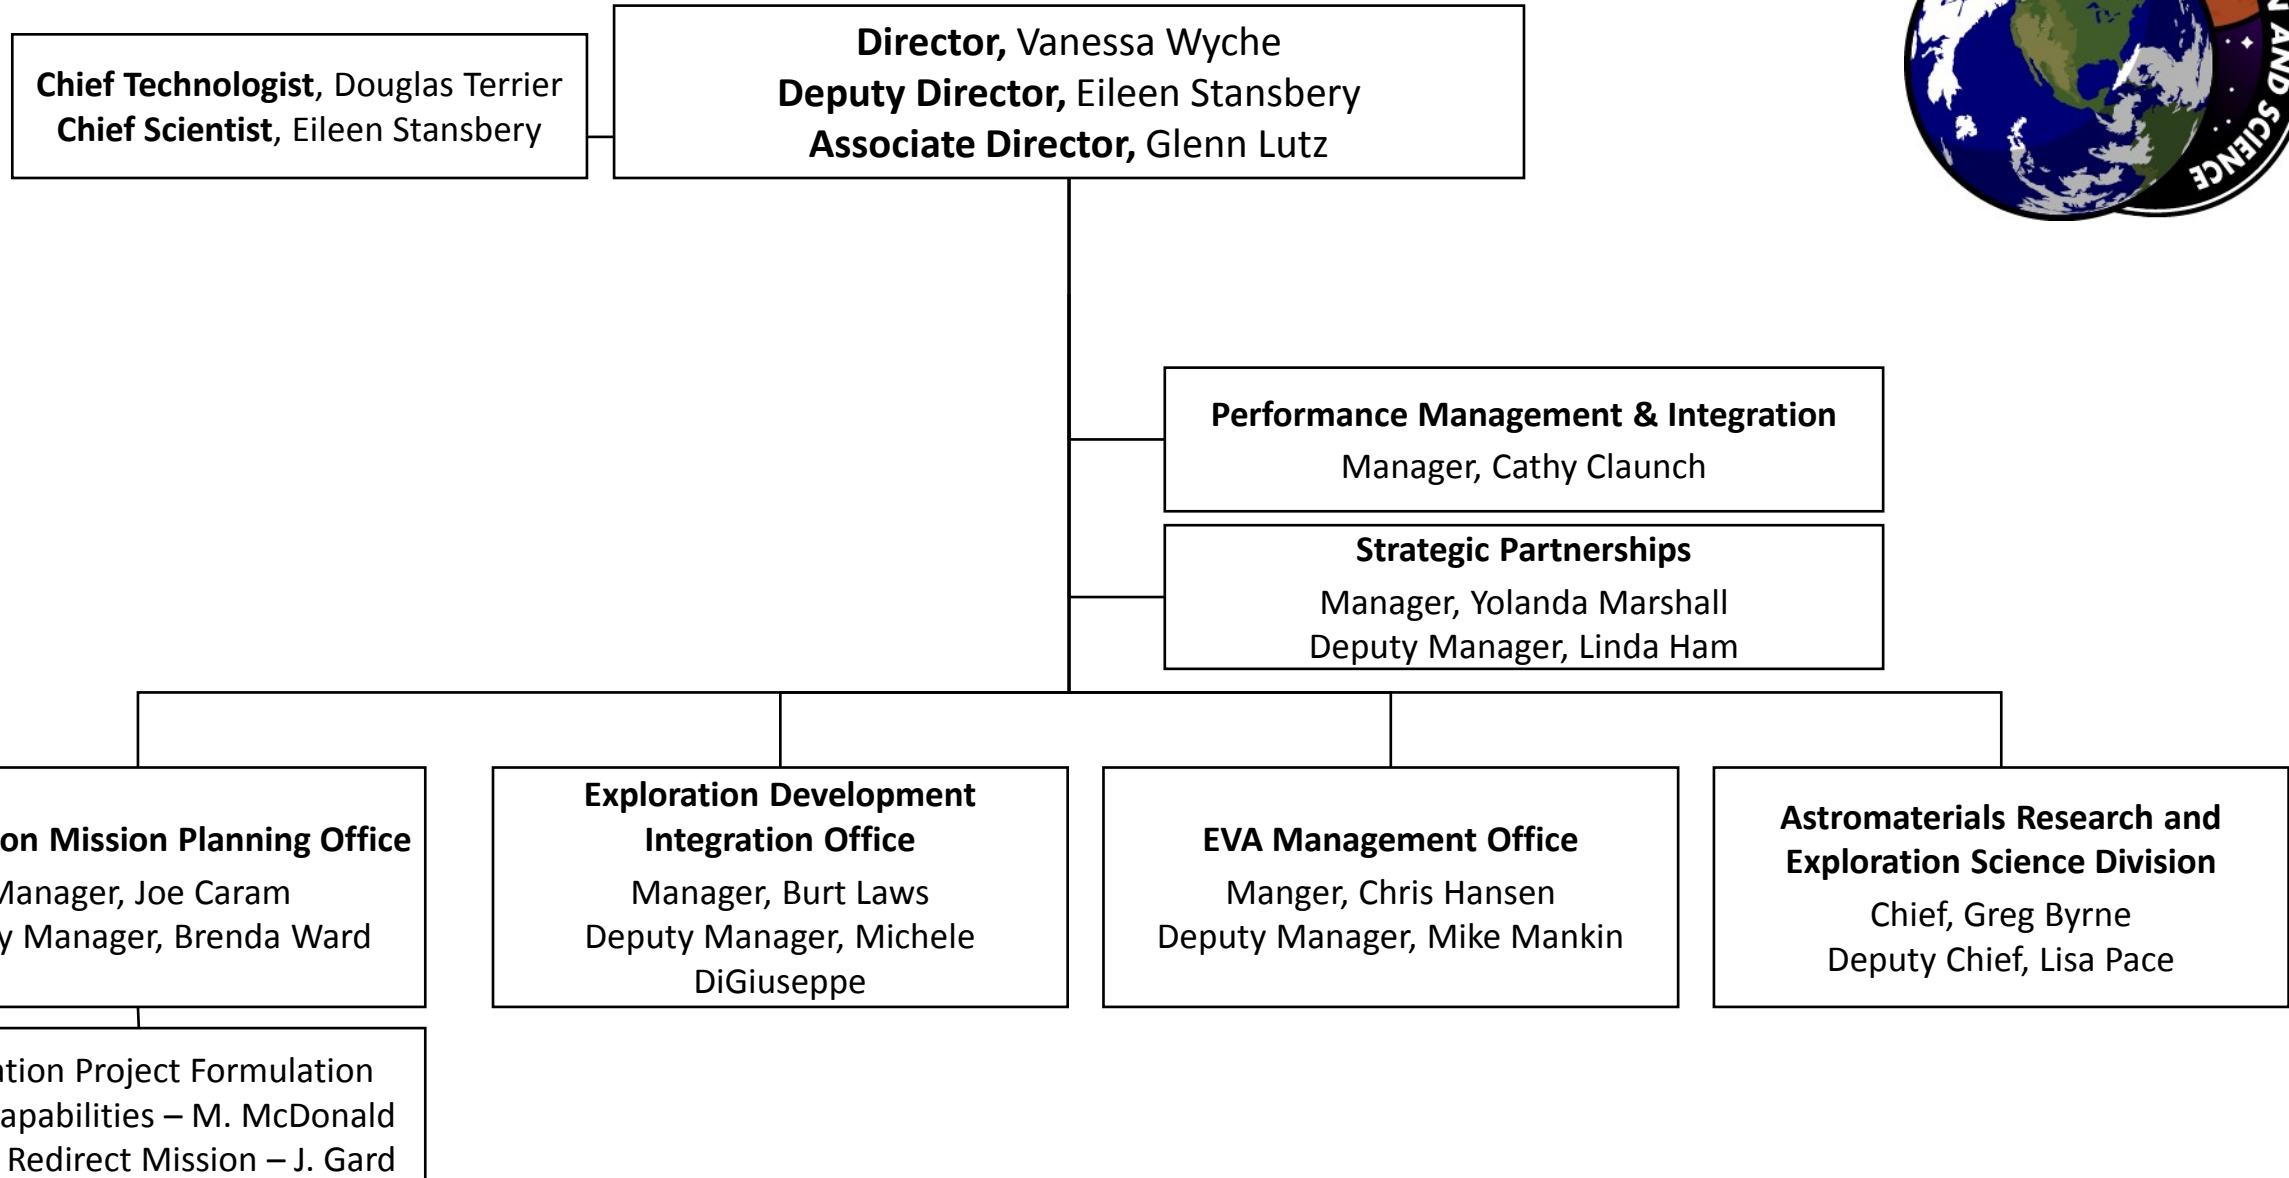 Chief Technologist, Douglas Terrier
Chief Scientist, Eileen Stansbery
Director, Vanessa Wyche
Deputy Director, Eileen Stansbery
Associate Director, Glenn Lutz
AND SCIENCE
Performance Management & Integration
Manager, Cathy Claunch
Strategic Partnerships
Manager, Yolanda Marshall
Deputy Manager, Linda Ham
Mission Planning Office
Manager, Joe Caram
Manager, Brenda Ward
Exploration Development
Integration Office
Manager, Burt Laws
Deputy Manager, Michele
DiGiuseppe
EVA Management Office
Manger, Chris Hansen
Deputy Manager, Mike Mankin
Astromaterials Research and
Exploration Science Division
Chief, Greg Byrne
Deputy Chief, Lisa Pace
Project Formulation
apabilities – M. McDonald
Redirect Mission – J. Gard